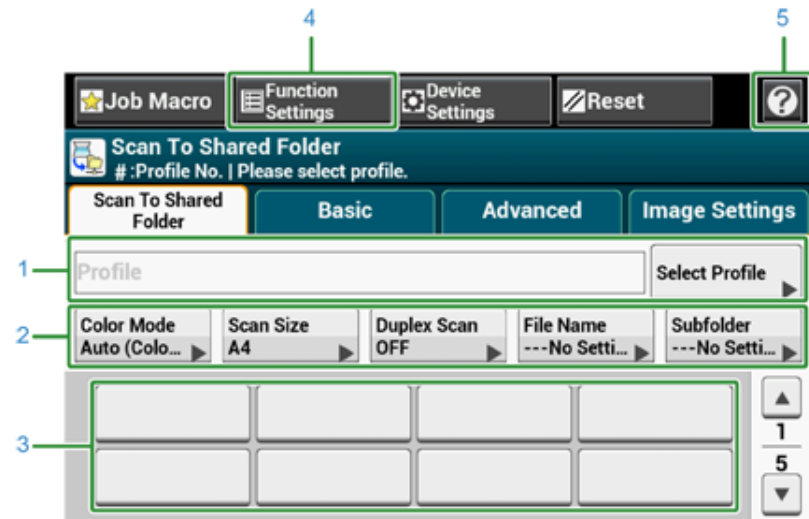 4 5
Job Macro Function Settings Device Settings Reset ?
Scan To Shared Folder
# :Profile No. | Please select profile.
Scan To Shared Folder Basic Advanced Image Settings
1 Profile Select Profile
2
Color Mode Scan Size Duplex Scan File Name Subfolder
Auto (Colo... A4 OFF ---No Setti... ---No Setti...
3
1
5